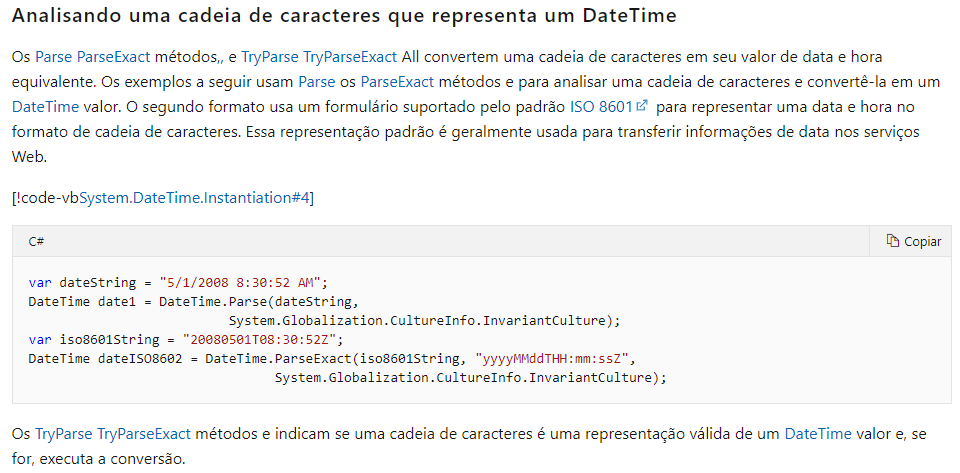 Analisando uma cadeia de caracteres que representa um DateTime
Os Parse ParseExact métodos,, e TryParse TryParseExact All convertem uma cadeia de caracteres em seu valor de data e hora
equivalente. Os exemplos a seguir usam Parse os ParseExact métodos e para analisar uma cadeia de caracteres e convertê-la em um
DateTime valor. O segundo formato usa um formulário suportado pelo padrão ISO 8601 para representar uma data e hora no
formato de cadeia de caracteres. Essa representação padrão é geralmente usada para transferir informações de data nos serviços
Web.
[!code-vbSystem.DateTime.Instantiation#4]
C# Copiar
var dateString = "5/1/2008 8:30:52 AM";
DateTime date1 = DateTime.Parse(dateString,
System.Globalization.CultureInfo.InvariantCulture);
var iso8601String = "20080501T08:30:52Z";
DateTime dateISO8602 = DateTime.ParseExact(iso8601String, "yyyyMMddTHH:mm:ssZ",
System.Globalization.CultureInfo.InvariantCulture);
Os TryParse TryParseExact métodos e indicam se uma cadeia de caracteres é uma representação válida de um DateTime valor e, se
for, executa a conversão.